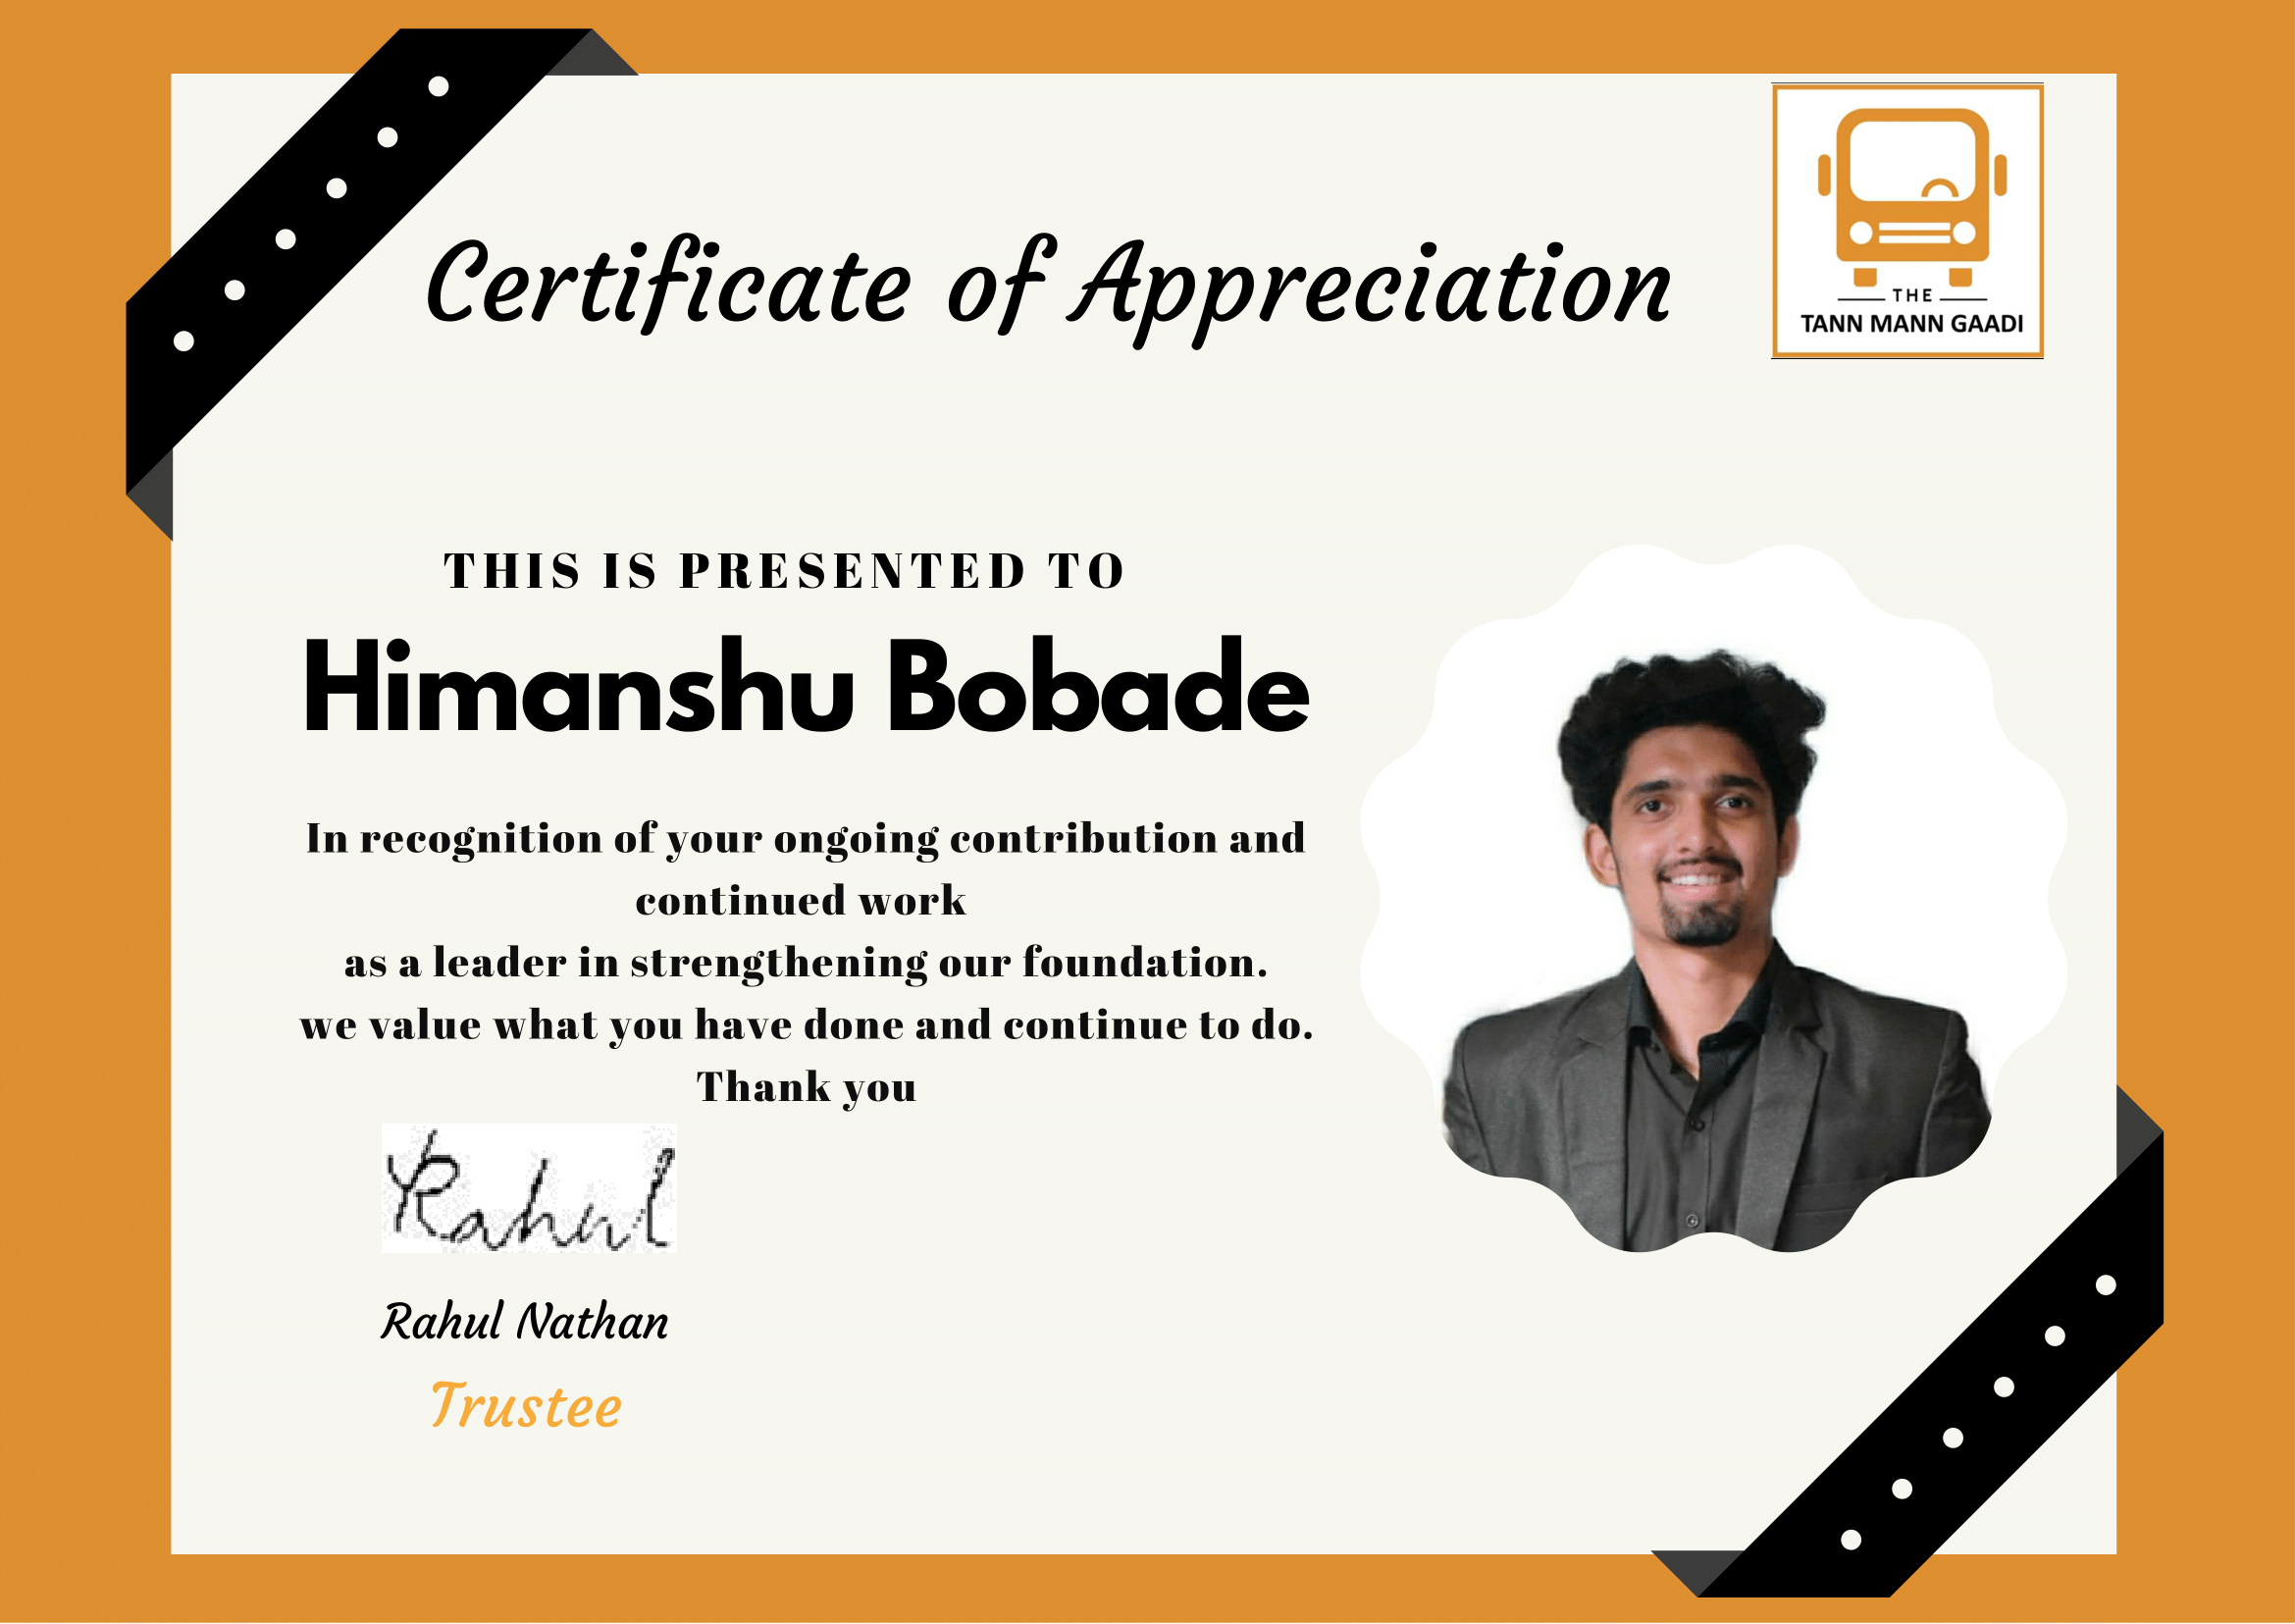 Certificate of Appreciation
THE
TANN MANN GAADI
THIS IS PRESENTED TO
Himanshu Bobade
In recognition of your ongoing contribution and
continued work
as a leader in strengthening our foundation.
we value what you have done and continue to do.
Thank you
Rahul
Rahul Nathan
Trustee